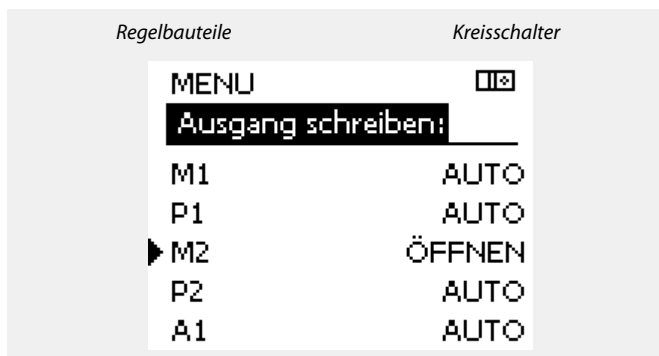 Regelbauteile Kreisschalter
MENU
Ausgang schreiben:
M1 AUTO
P1 AUTO
M2 ÖFFNEN
P2 AUTO
A1 AUTO